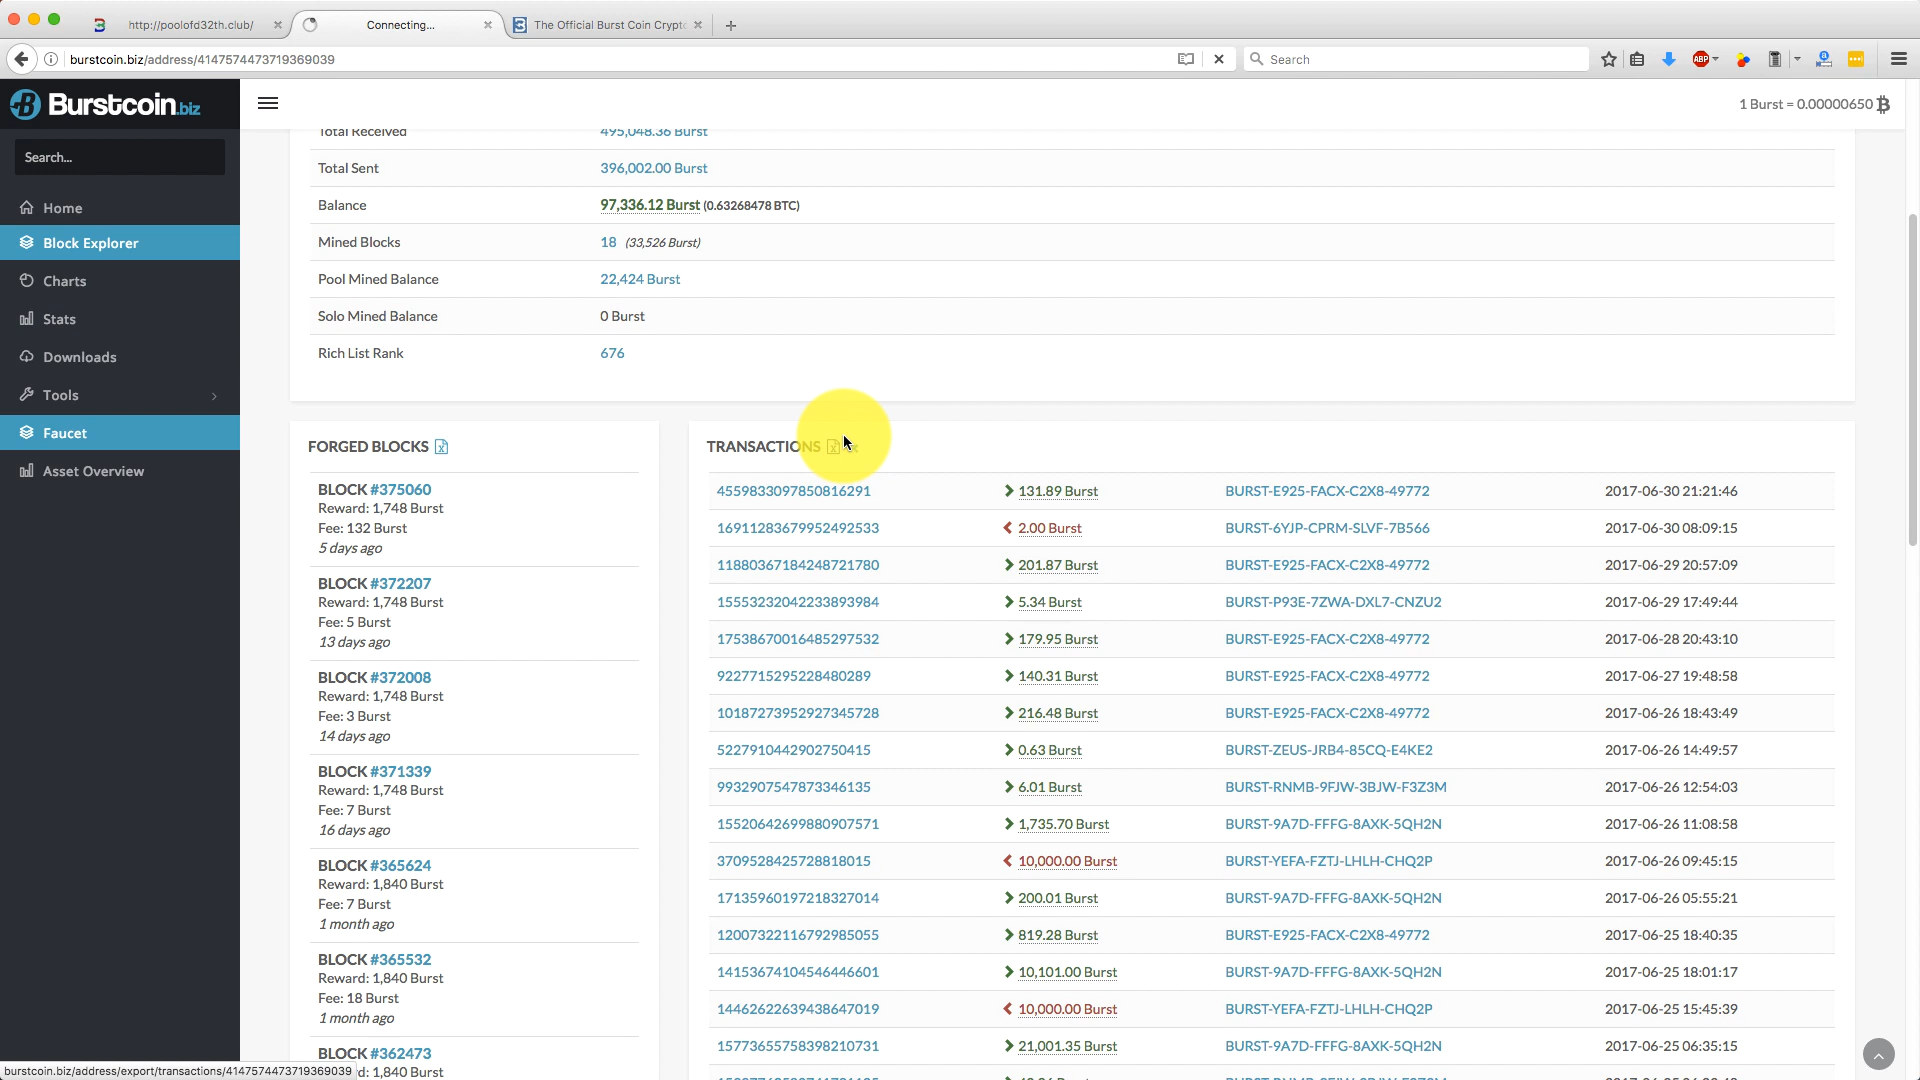 http://poolofd32th.club/
Connecting...
The Official Burst Coin Crypto
burstcoin.biz/address/4147574473719369039
Search
ABP
Burstcoin.biz
1 Burst = 0.00000650
Search...
Home
Block Explorer
Charts
Stats
Downloads
Tools
Faucet
Asset Overview
Total Received 495,048.36 Burst
Total Sent 396,002.00 Burst
Balance 97,336.12 Burst (0.63268478 BTC)
Mined Blocks 18 (33,526 Burst)
Pool Mined Balance 22,424 Burst
Solo Mined Balance 0 Burst
Rich List Rank 676
FORGED BLOCKS
BLOCK #375060
Reward: 1,748 Burst
Fee: 132 Burst
5 days ago
BLOCK #372207
Reward: 1,748 Burst
Fee: 5 Burst
13 days ago
BLOCK #372008
Reward: 1,748 Burst
Fee: 3 Burst
14 days ago
BLOCK #371339
Reward: 1,748 Burst
Fee: 7 Burst
16 days ago
BLOCK #365624
Reward: 1,840 Burst
Fee: 7 Burst
1 month ago
BLOCK #365532
Reward: 1,840 Burst
Fee: 18 Burst
1 month ago
BLOCK #362473
d: 1,840 Burst
TRANSACTIONS
4559833097850816291 131.89 Burst BURST-E925-FACX-C2X8-49772 2017-06-30 21:21:46
16911283679952492533 2.00 Burst BURST-6YJP-CPRM-SLVF-7B566 2017-06-30 08:09:15
11880367184248721780 201.87 Burst BURST-E925-FACX-C2X8-49772 2017-06-29 20:57:09
15553232042233893984 5.34 Burst BURST-P93E-7ZWA-DXL7-CNZU2 2017-06-29 17:49:44
17538670016485297532 179.95 Burst BURST-E925-FACX-C2X8-49772 2017-06-28 20:43:10
9227715295228480289 140.31 Burst BURST-E925-FACX-C2X8-49772 2017-06-27 19:48:58
10187273952927345728 216.48 Burst BURST-E925-FACX-C2X8-49772 2017-06-26 18:43:49
5227910442902750415 0.63 Burst BURST-ZEUS-JRB4-85CQ-E4KE2 2017-06-26 14:49:57
9932907547873346135 6.01 Burst BURST-RNMB-9FJW-3BJW-F3Z3M 2017-06-26 12:54:03
15520642699880907571 1,735.70 Burst BURST-9A7D-FFFG-8AXK-5QH2N 2017-06-26 11:08:58
3709528425728818015 10,000.00 Burst BURST-YEFA-FZTJ-LHLH-CHQ2P 2017-06-26 09:45:15
17135960197218327014 200.01 Burst BURST-9A7D-FFFG-8AXK-5QH2N 2017-06-26 05:55:21
12007322116792985055 819.28 Burst BURST-E925-FACX-C2X8-49772 2017-06-25 18:40:35
14153674104546446601 10,101.00 Burst BURST-9A7D-FFFG-8AXK-5QH2N 2017-06-25 18:01:17
14462622639438647019 10,000.00 Burst BURST-YEFA-FZTJ-LHLH-CHQ2P 2017-06-25 15:45:39
15773655758398210731 21,001.35 Burst BURST-9A7D-FFFG-8AXK-5QH2N 2017-06-25 06:35:15
burstcoin.biz/address/export/transactions/4147574473719369039